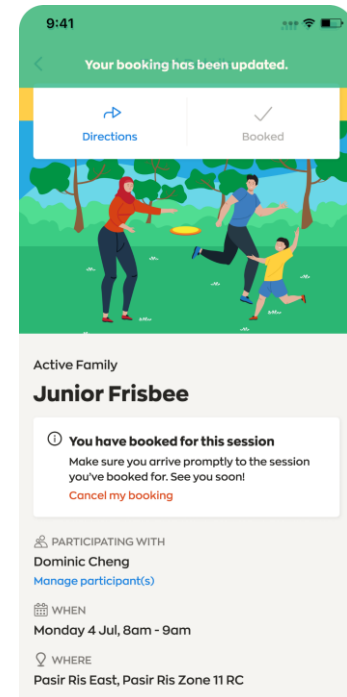 9:41
Your booking has been updated.
Directions
Booked
Active Family
Junior Frisbee
You have booked for this session
Make sure you arrive promptly to the session
you've booked for. See you soon!
Cancel my booking
PARTICIPATING WITH
Dominic Cheng
Manage participant(s)
WHEN
Monday 4 Jul, 8am - 9am
WHERE
Pasir Ris East, Pasir Ris Zone 11 RC